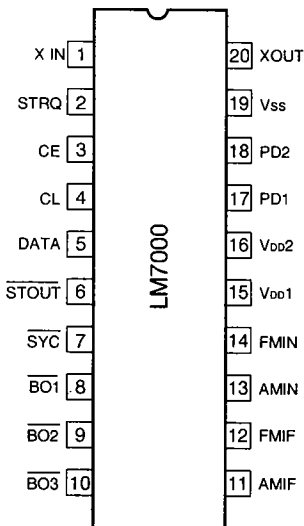 X IN 1 20 XOUT
STRQ 2 19 Vss
CE 3 18 PD2
CL 4 17 PD1
DATA 5 16 VDD2
STOUT 6 15 VDD1
SYC 7 14 FMIN
BO1 8 13 AMIN
BO2 9 12 FMIF
BO3 10 11 AMIF
LM7000